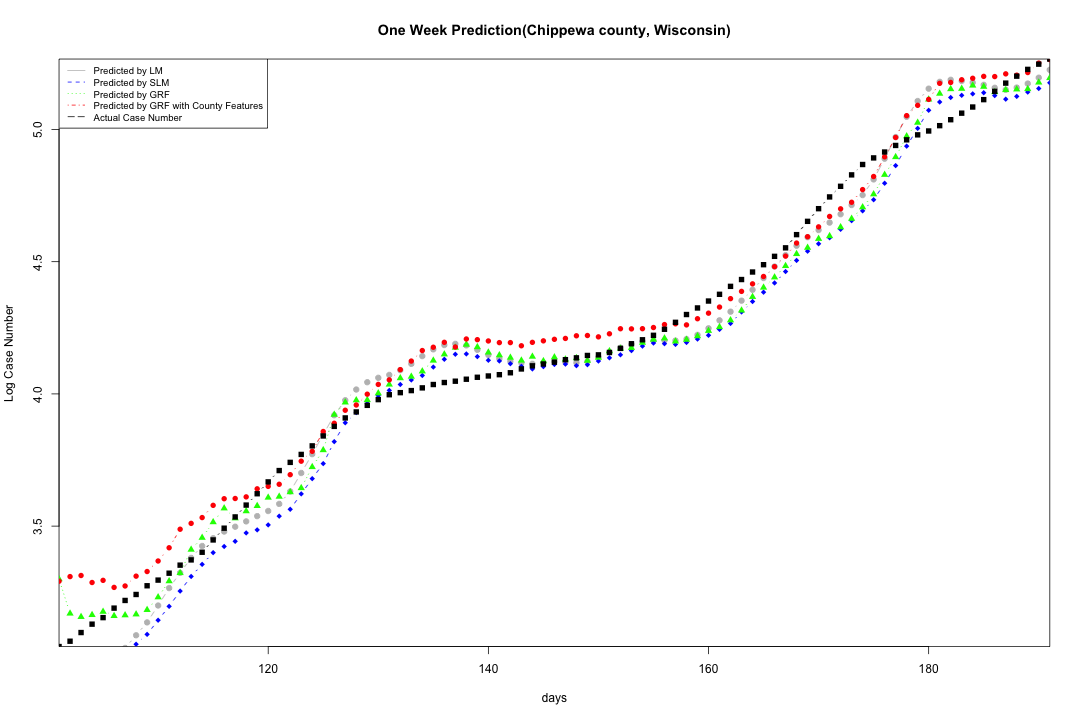 One Week Prediction(Chippewa county, Wisconsin)
Predicted by LM
Predicted by SLM
Predicted by GRF
Predicted by GRF with County Features
Actual Case Number
5.0
4.5
4.0
3.5
Log Case Number
120 140 160 180
days